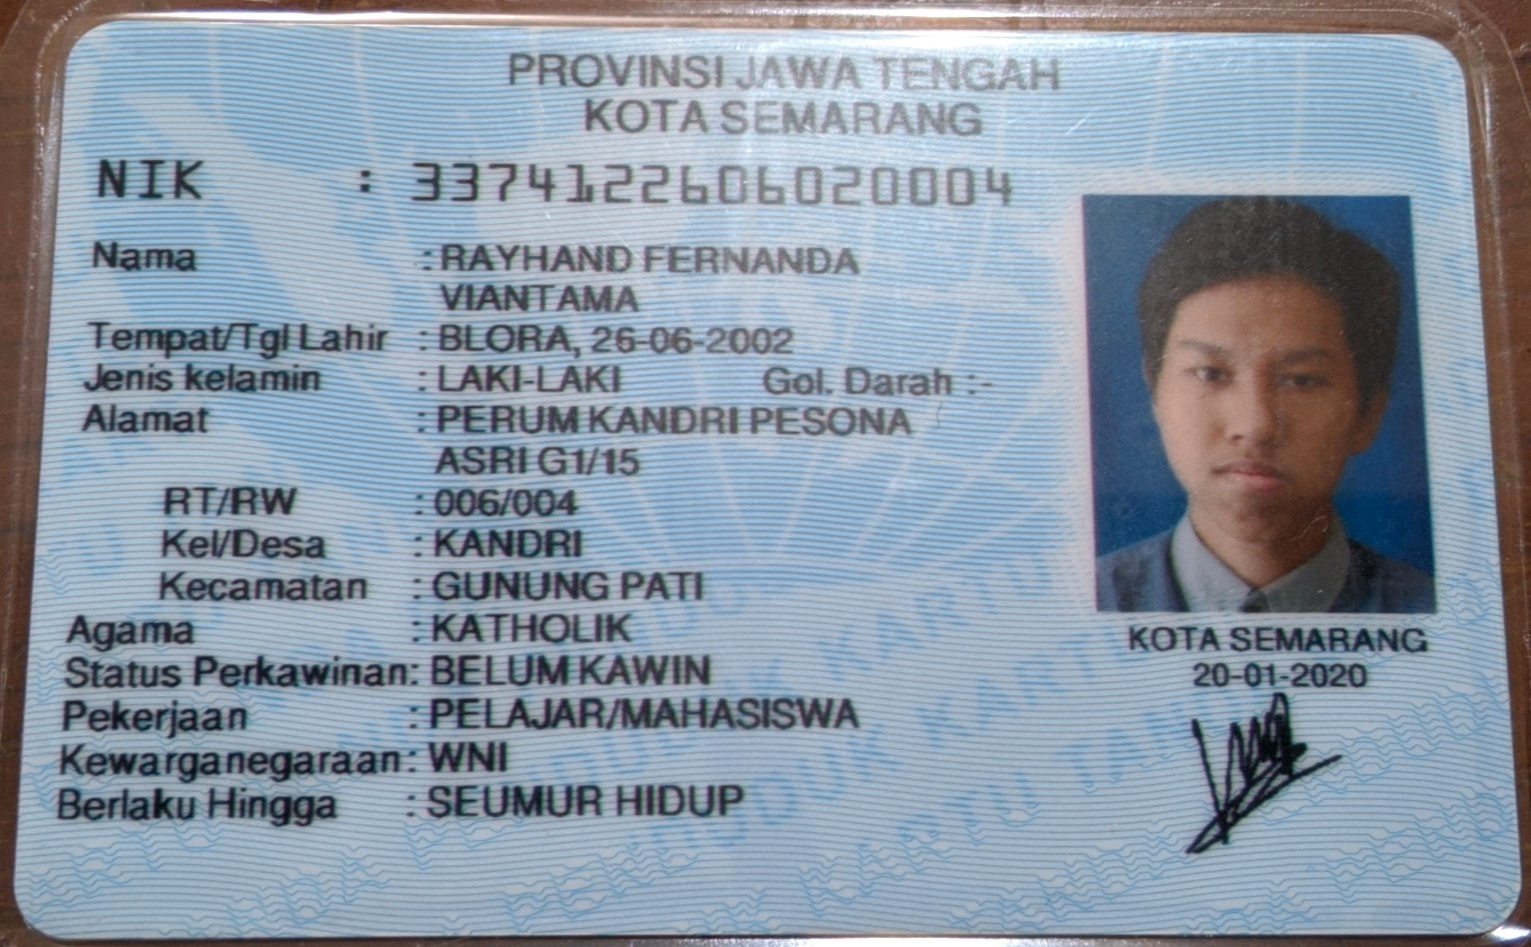 PROVINSI JAWA TENGAH
KOTA SEMARANG
NIK : 3374122606020004
Nama : RAYHAND FERNANDA
VIANTAMA
Tempat/Tgl Lahir : BLORA, 26-06-2002
Jenis kelamin : LAKI-LAKI Gol. Darah :-
Alamat : PERUM KANDRI PESONA
ASRI G1/15
RT/RW : 006/004
Kel/Desa : KANDRI
Kecamatan : GUNUNG PATI
Agama : KATHOLIK
Status Perkawinan: BELUM KAWIN
Pekerjaan : PELAJAR/MAHASISWA
Kewarganegaraan: WNI
Berlaku Hingga : SEUMUR HIDUP
KOTA SEMARANG
20-01-2020